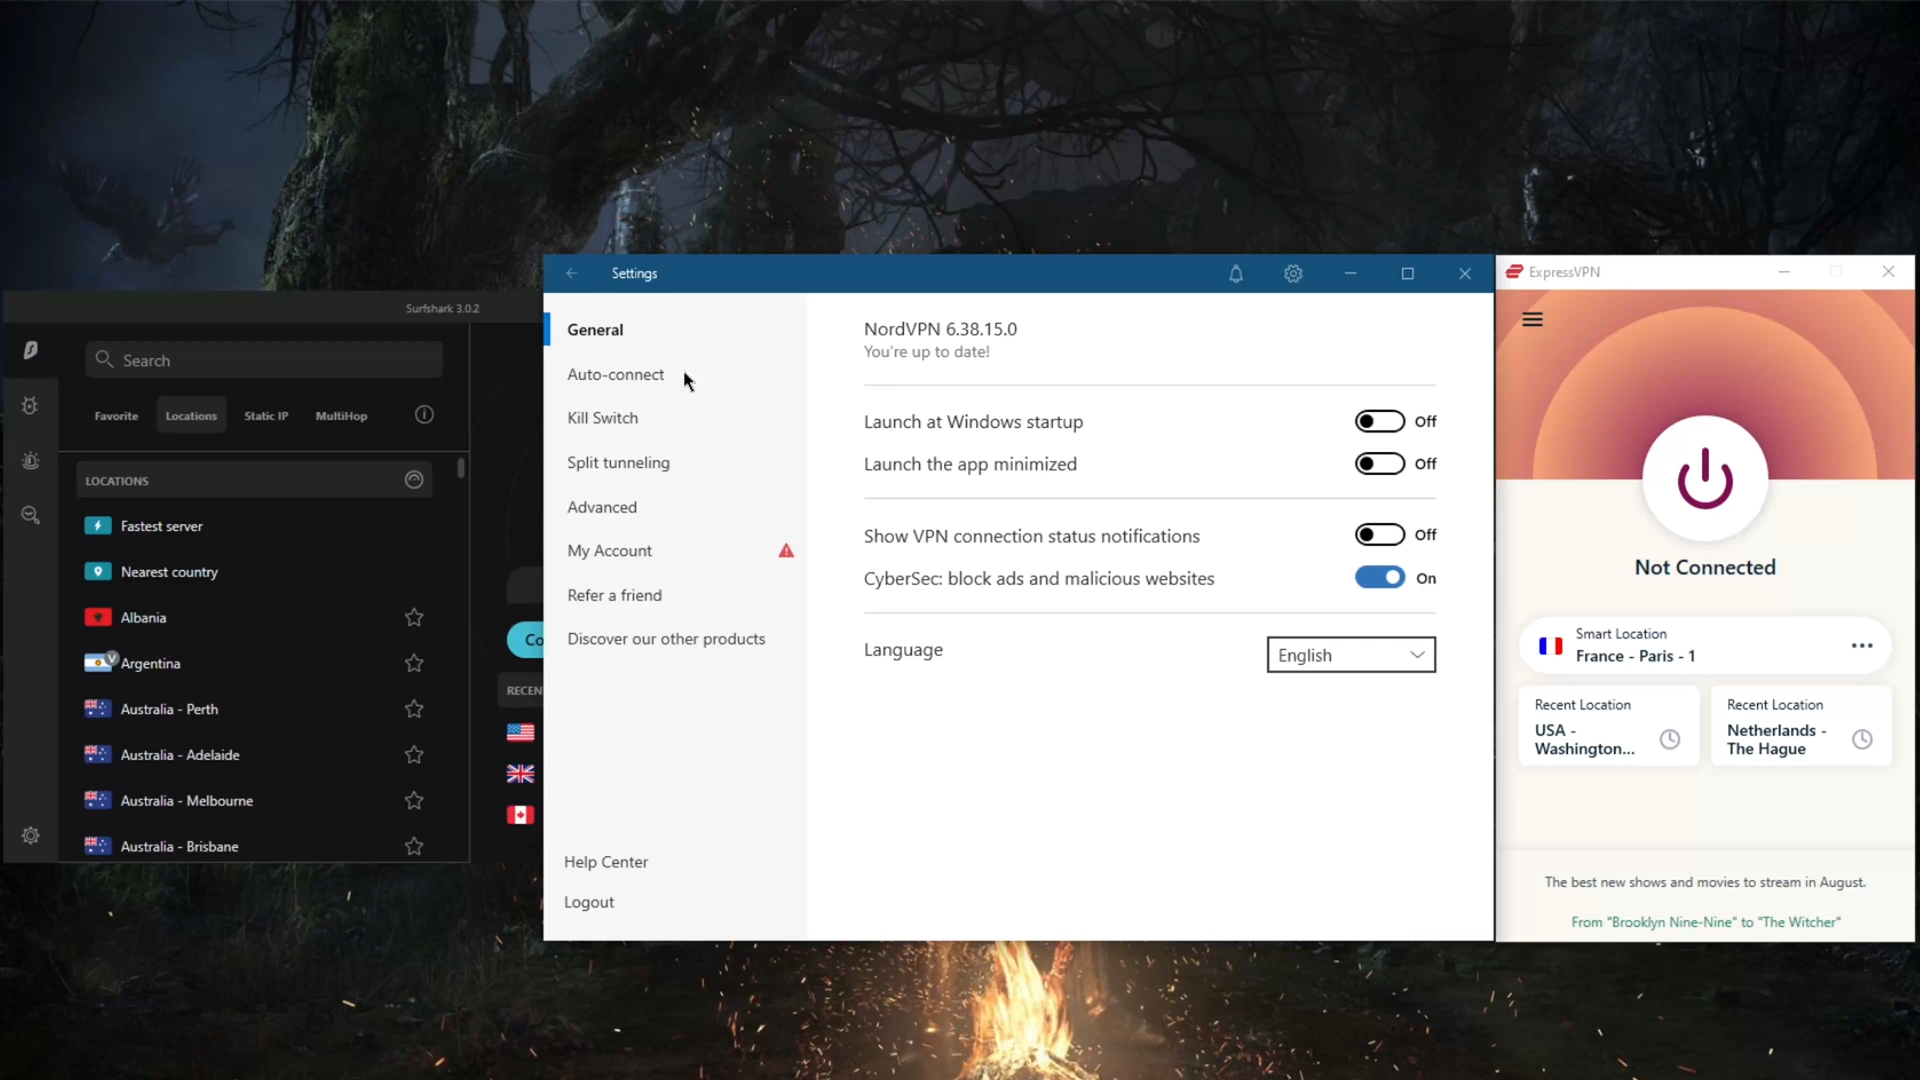 Surfshark 3.0.2
Search
Favorite
Locations
Static IP
MultiHop
LOCATIONS
Fastest server
Nearest country
Albania
V
Argentina
Australia - Perth
Australia - Adelaide
Australia - Melbourne
Australia - Brisbane
Co
RECEN
Settings
General
Auto-connect
Kill Switch
Split tunneling
Advanced
My Account
Refer a friend
Discover our other products
Help Center
Logout
NordVPN 6.38.15.0
You're up to date!
Launch at Windows startup
Off
Launch the app minimized
Off
Show VPN connection status notifications
Off
CyberSec: block ads and malicious websites
On
Language
English
ExpressVPN
Not Connected
Smart Location
France - Paris - 1
Recent Location
USA -
Washington...
Recent Location
Netherlands -
The Hague
The best new shows and movies to stream in August.
From "Brooklyn Nine-Nine" to "The Witcher"